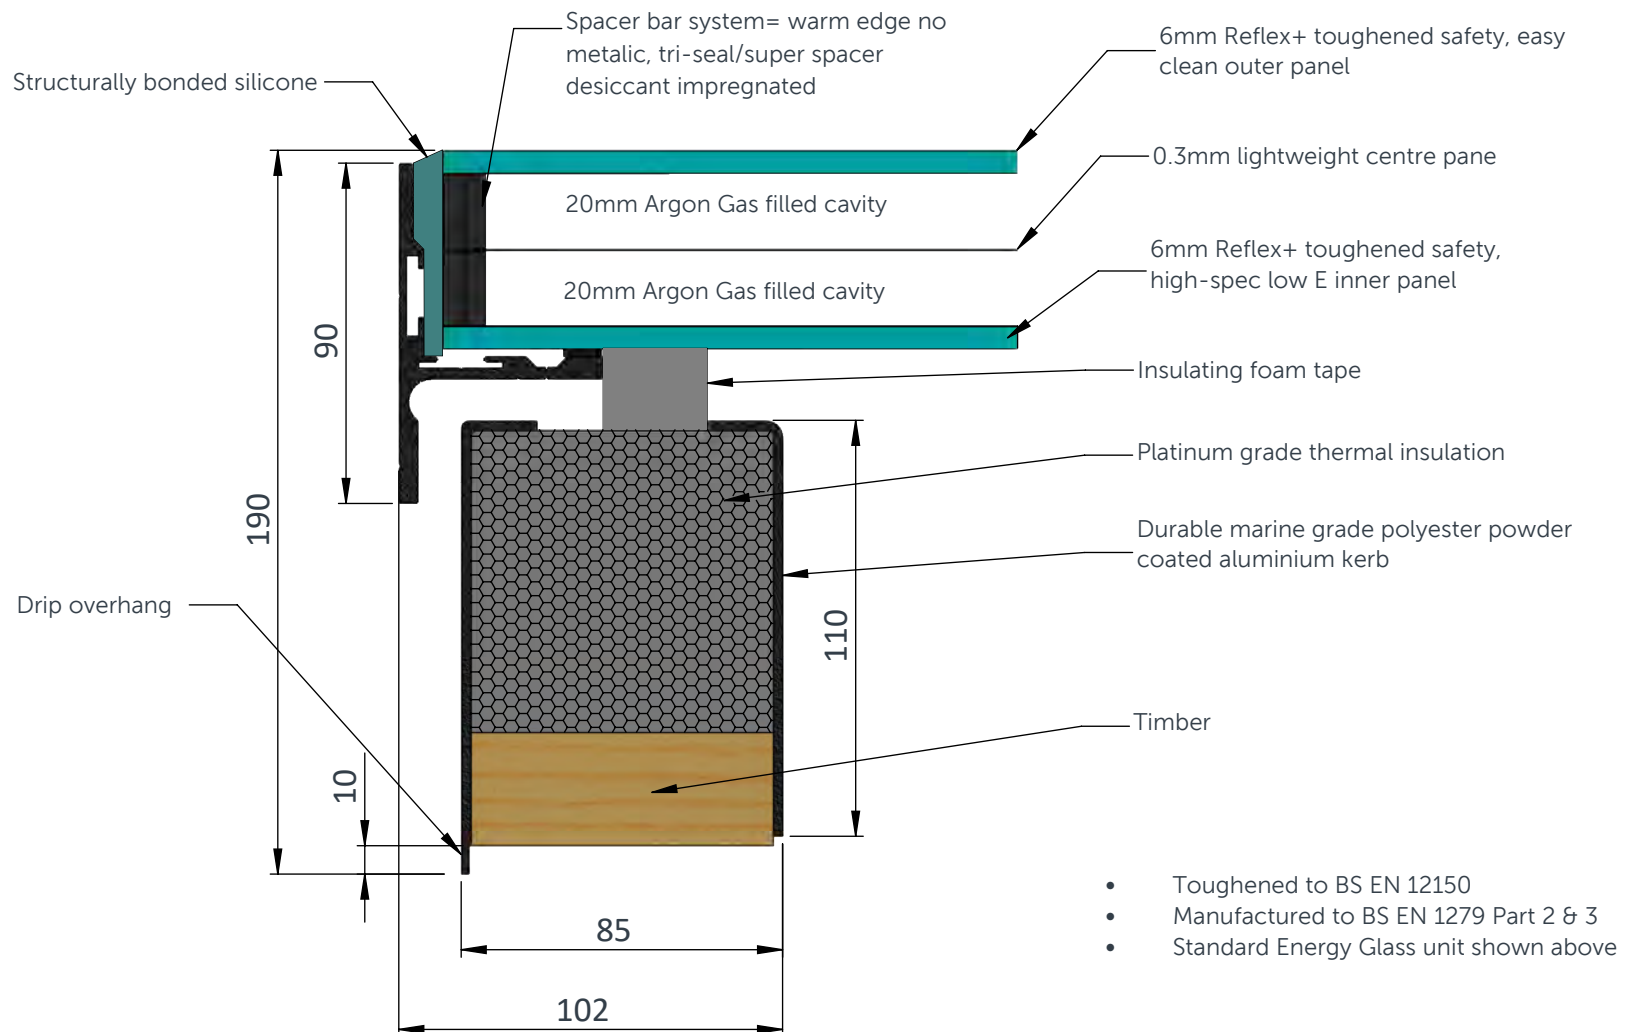 Spacer bar system= warm edge no
metalic, tri-seal/super spacer
desiccant impregnated
6mm Reflex+ toughened safety, easy
clean outer panel
Structurally bonded silicone
0.3mm lightweight centre pane
20mm Argon Gas filled cavity
6mm Reflex+ toughened safety,
high-spec low E inner panel
20mm Argon Gas filled cavity
90
Insulating foam tape
Platinum grade thermal insulation
190
Durable marine grade polyester powder
coated aluminium kerb
Drip overhang
110
Timber
10
85
102
• Toughened to BS EN 12150
• Manufactured to BS EN 1279 Part 2 & 3
• Standard Energy Glass unit shown above